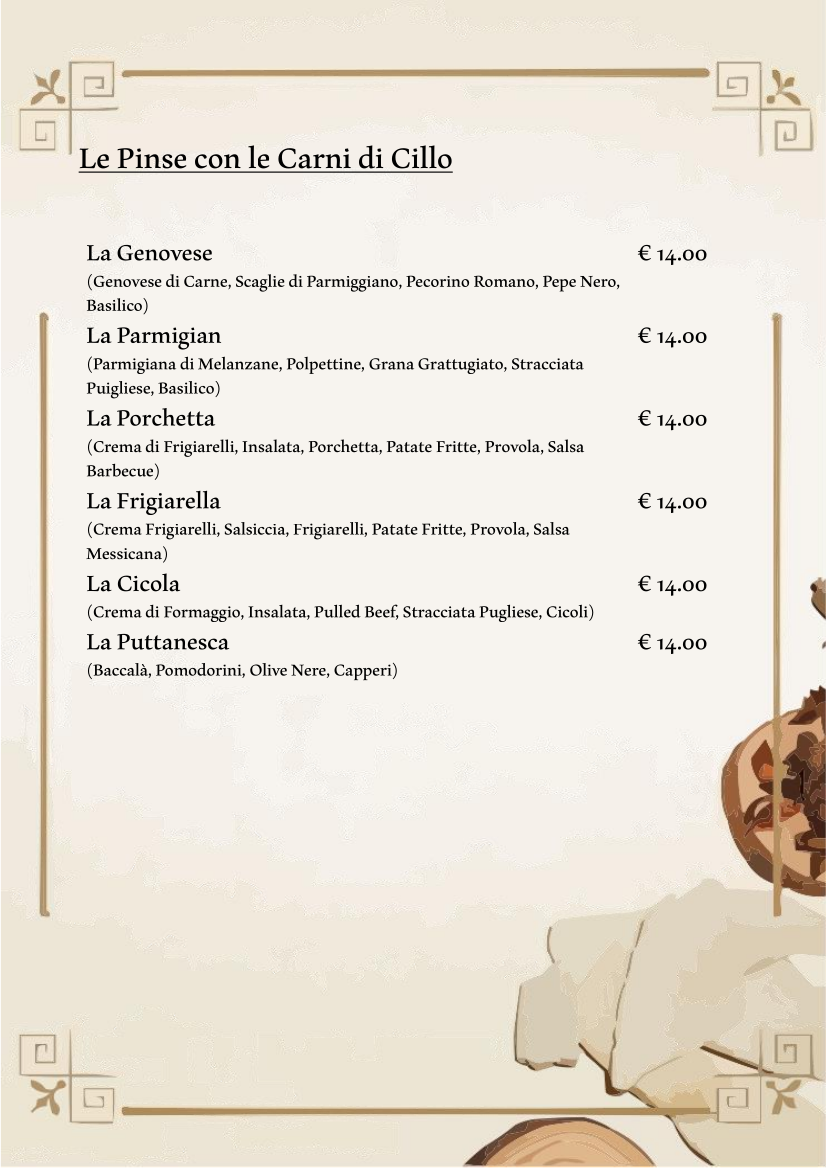 Le Pinse con le Carni di Cillo
La Genovese € 14.00
(Genovese di Carne, Scaglie di Parmiggiano, Pecorino Romano, Pepe Nero,
Basilico)
La Parmigian € 14.00
(Parmigiana di Melanzane, Polpettine, Grana Grattugiato, Stracciata
Puigliese, Basilico)
La Porchetta € 14.00
(Crema di Frigiarelli, Insalata, Porchetta, Patate Fritte, Provola, Salsa
Barbecue)
La Frigiarella € 14.00
(Crema Frigiarelli, Salsiccia, Frigiarelli, Patate Fritte, Provola, Salsa
Messicana)
La Cicola € 14.00
(Crema di Formaggio, Insalata, Pulled Beef, Stracciata Pugliese, Cicoli)
La Puttanesca € 14.00
(Baccalà, Pomodorini, Olive Nere, Capperi)